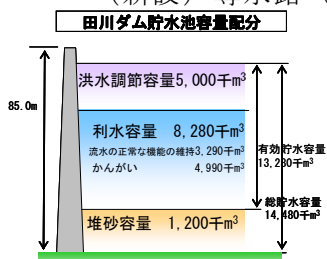 田川ダム貯水池容量配分
85.0m
洪水調節容量5,000千m³
利水容量 8,280千m³
流水の正常な機能の維持3,290千m³
かんがい 4,990千m³
有効貯水容量
13,280千m³
総貯水容量
14,480千m³
堆砂容量 1,200千m³